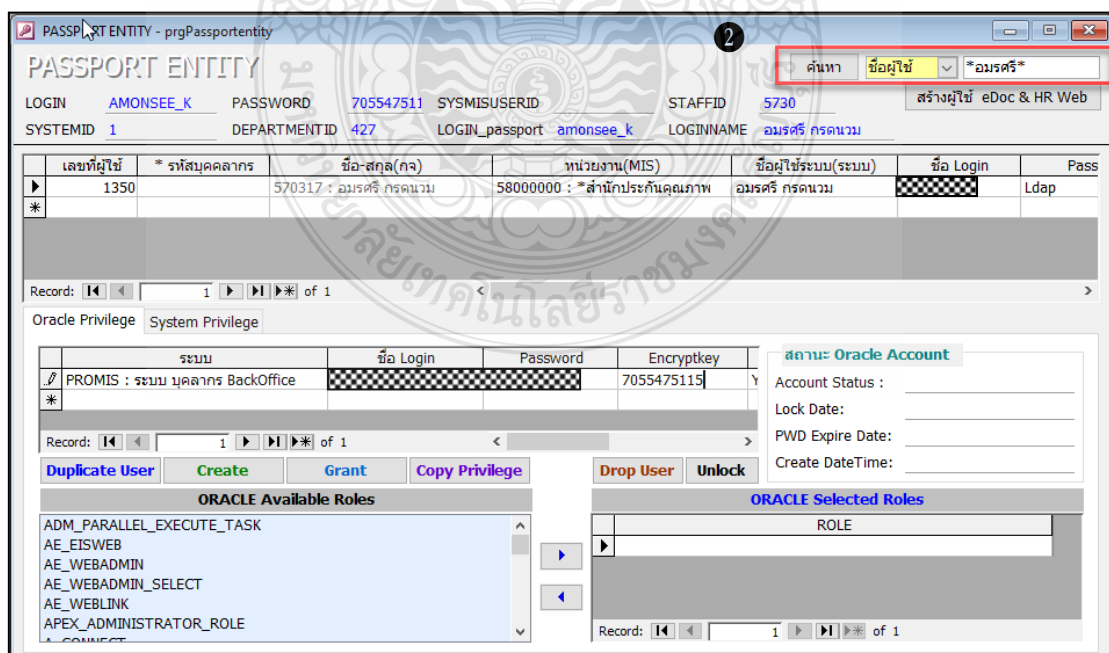 PASSPORT ENTITY - prgPassportentity
2
PASSPORT ENTITY
ค้นหา ชื่อผู้ใช้ *อมรศรี*
LOGIN AMONSEE_K PASSWORD 705547511 SYSMISUSERID STAFFID 5730 สร้างผู้ใช้ eDoc & HR Web
SYSTEMID 1 DEPARTMENTID 427 LOGIN_passport amonsee_k LOGINNAME อมรศรี กรดนวม
เลขที่ผู้ใช้ * รหัสบุคคลากร ชื่อ-สกุล(กจ) หน่วยงาน(MIS) ชื่อผู้ใช้ระบบ(ระบบ) ชื่อ Login Pass
1350 570317 : อมรศรี กรดนวม 58000000 : *สำนักประกันคุณภาพ อมรศรี กรดนวม Ldap
Record: 1 of 1
Oracle Privilege System Privilege
ระบบ ชื่อ Login Password Encryptkey
PROMIS : ระบบ บุคลากร BackOffice 7055475115 Y
Record: 1 of 1
สถานะ Oracle Account
Account Status :
Lock Date:
PWD Expire Date:
Create DateTime:
Duplicate User Create Grant Copy Privilege Drop User Unlock
ORACLE Available Roles
ADM_PARALLEL_EXECUTE_TASK
AE_EISWEB
AE_WEBADMIN
AE_WEBADMIN_SELECT
AE_WEBLINK
APEX_ADMINISTRATOR_ROLE
A_CONNECT
ORACLE Selected Roles
ROLE
Record: 1 of 1